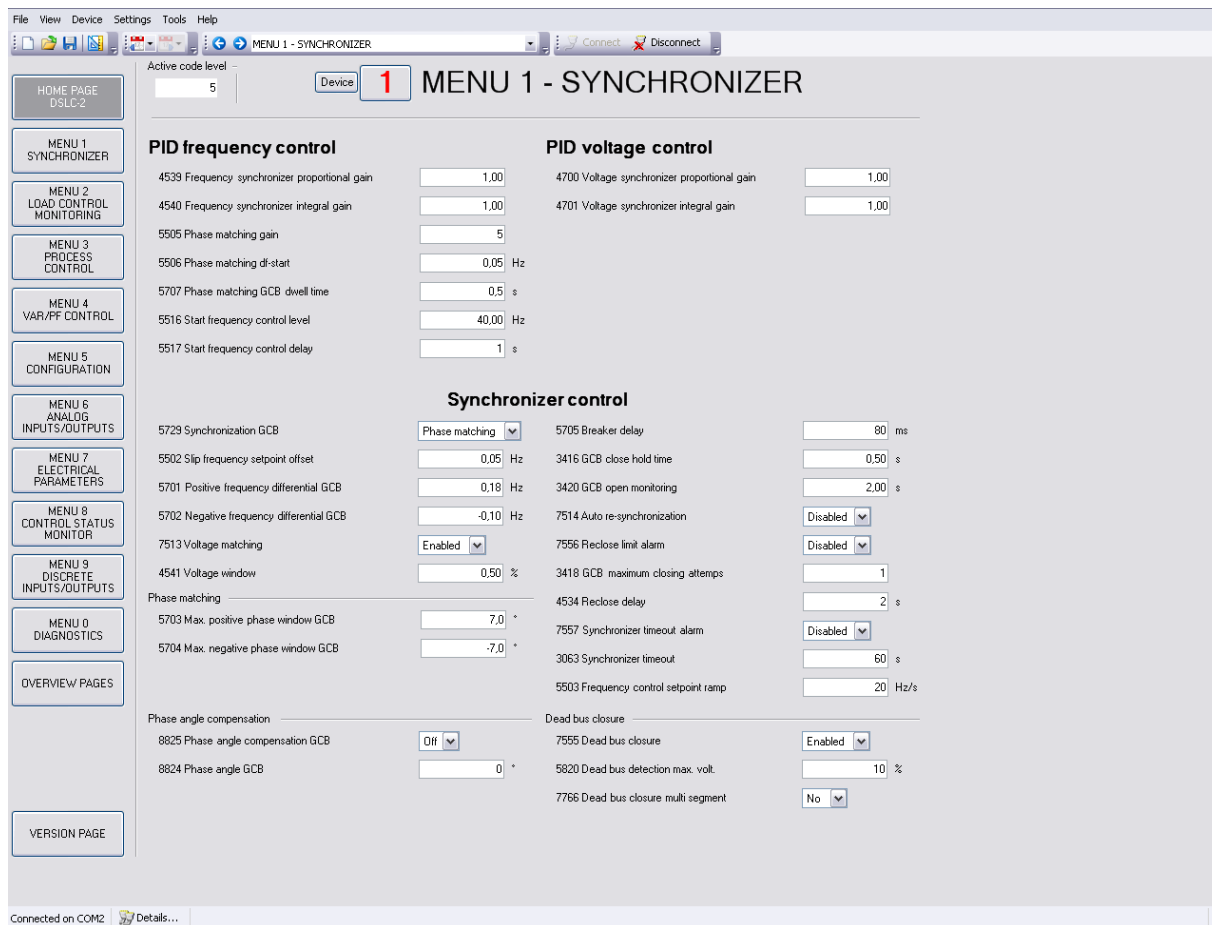 File View Device Settings Tools Help
MENU 1 - SYNCHRONIZER Connect Disconnect
HOME PAGE
DSLC-2
MENU 1
SYNCHRONIZER
MENU 2
LOAD CONTROL
MONITORING
MENU 3
PROCESS
CONTROL
MENU 4
VAR/PF CONTROL
MENU 5
CONFIGURATION
MENU 6
ANALOG
INPUTS/OUTPUTS
MENU 7
ELECTRICAL
PARAMETERS
MENU 8
CONTROL STATUS
MONITOR
MENU 9
DISCRETE
INPUTS/OUTPUTS
MENU 0
DIAGNOSTICS
OVERVIEW PAGES
VERSION PAGE
Active code level
5
Device 1 MENU 1 - SYNCHRONIZER
PID frequency control
4539 Frequency synchronizer proportional gain 1,00
4540 Frequency synchronizer integral gain 1,00
5505 Phase matching gain 5
5506 Phase matching df-start 0,05 Hz
5707 Phase matching GCB dwell time 0,5 s
5516 Start frequency control level 40,00 Hz
5517 Start frequency control delay 1 s
PID voltage control
4700 Voltage synchronizer proportional gain 1,00
4701 Voltage synchronizer integral gain 1,00
Synchronizer control
5729 Synchronization GCB Phase matching
5502 Slip frequency setpoint offset 0,05 Hz
5701 Positive frequency differential GCB 0,18 Hz
5702 Negative frequency differential GCB -0,10 Hz
7513 Voltage matching Enabled
4541 Voltage window 0,50 %
Phase matching
5703 Max. positive phase window GCB 7,0 °
5704 Max. negative phase window GCB -7,0 °
Phase angle compensation
8825 Phase angle compensation GCB Off
8824 Phase angle GCB 0 °
5705 Breaker delay 80 ms
3416 GCB close hold time 0,50 s
3420 GCB open monitoring 2,00 s
7514 Auto re-synchronization Disabled
7556 Reclose limit alarm Disabled
3418 GCB maximum closing attemps 1
4534 Reclose delay 2 s
7557 Synchronizer timeout alarm Disabled
3063 Synchronizer timeout 60 s
5503 Frequency control setpoint ramp 20 Hz/s
Dead bus closure
7555 Dead bus closure Enabled
5820 Dead bus detection max. volt. 10 %
7766 Dead bus closure multi segment No
Connected on COM2 Details...